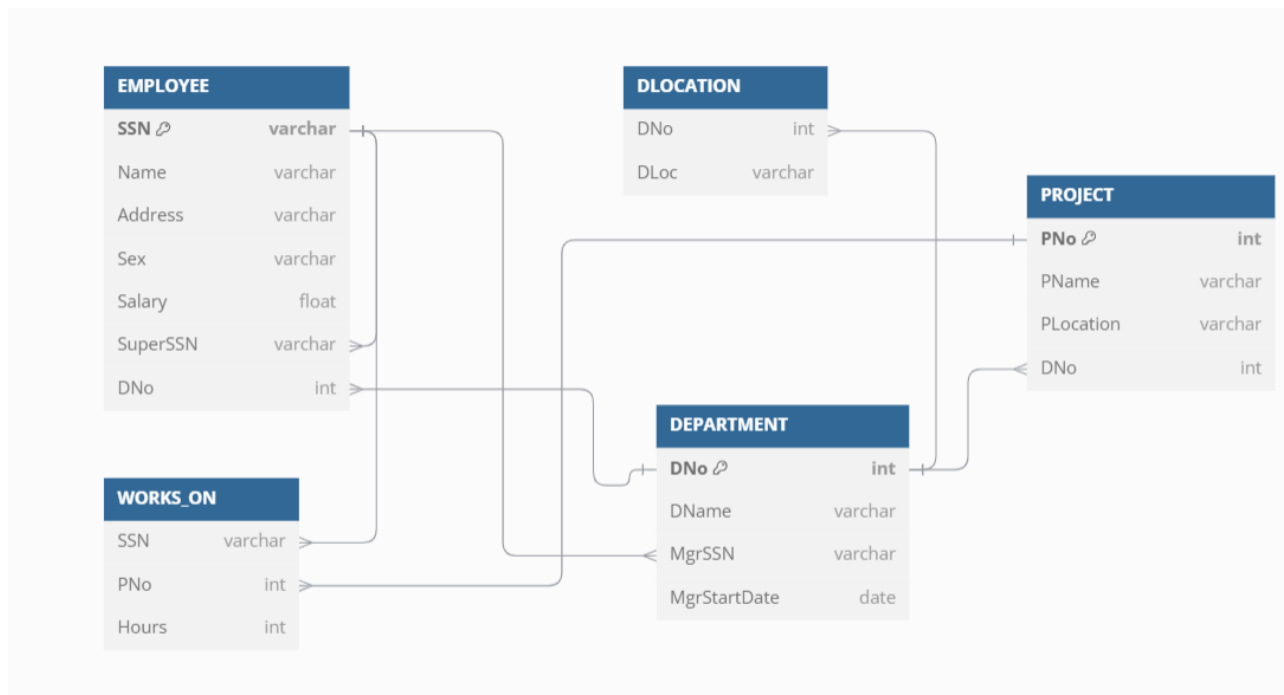 EMPLOYEE
SSN varchar
Name varchar
Address varchar
Sex varchar
Salary float
SuperSSN varchar
DNo int
DLOCATION
DNo int
DLoc varchar
PROJECT
PNo int
PName varchar
PLocation varchar
DNo int
DEPARTMENT
DNo int
DName varchar
MgrSSN varchar
MgrStartDate date
WORKS_ON
SSN varchar
PNo int
Hours int